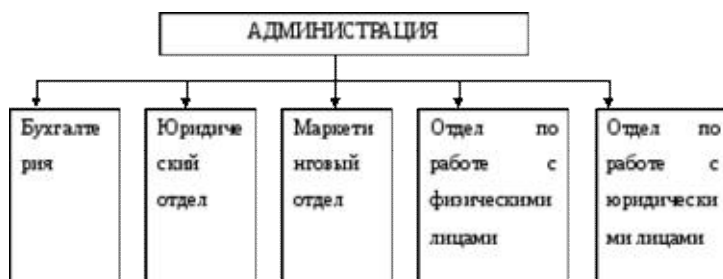 АДМИНИСТРАЦИЯ
Бухгалте
рия
Юридиче
ский
отдел
Маркети
нговый
отдел
Отдел по
работе с
физическими
лицами
Отдел по
работе с
юридически
ми лицами